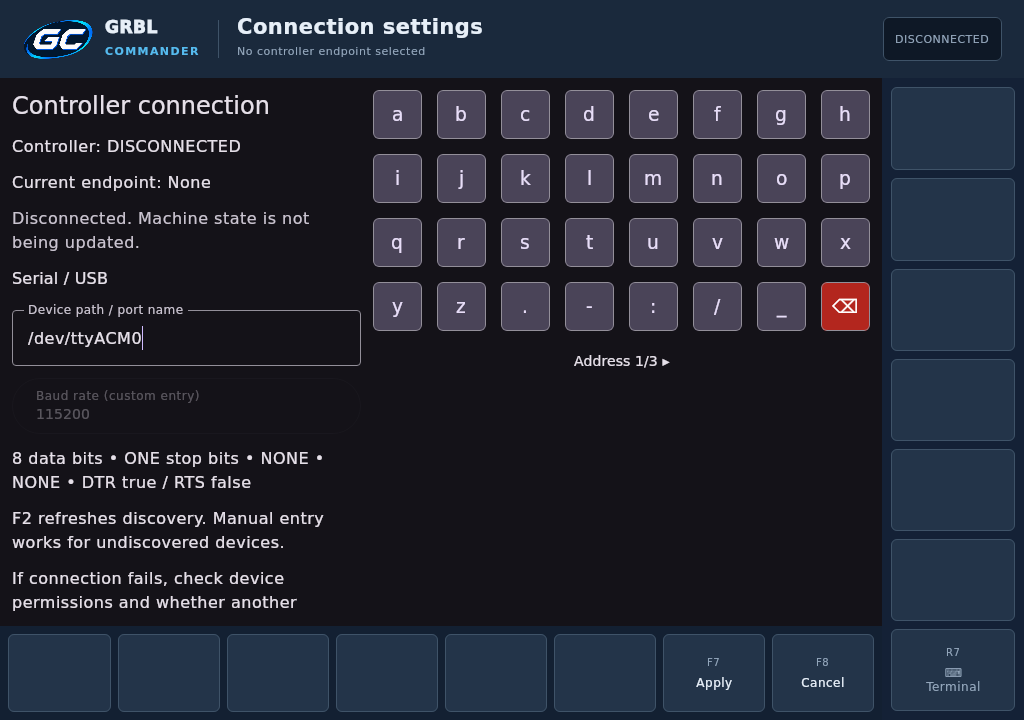 GC
GRBL
COMMANDER
Connection settings
No controller endpoint selected
DISCONNECTED
Controller connection
Controller: DISCONNECTED
Current endpoint: None
Disconnected. Machine state is not
being updated.
Serial / USB
Device path / port name
/dev/ttyACM0
Baud rate (custom entry)
115200
8 data bits • ONE stop bits • NONE •
NONE • DTR true / RTS false
F2 refreshes discovery. Manual entry
works for undiscovered devices.
If connection fails, check device
permissions and whether another
a b c d e f g h
i j k l m n o p
q r s t u v w x
y z . - : / _ ⌫
Address 1/3 ▸
F7
Apply
F8
Cancel
R7
⌨
Terminal